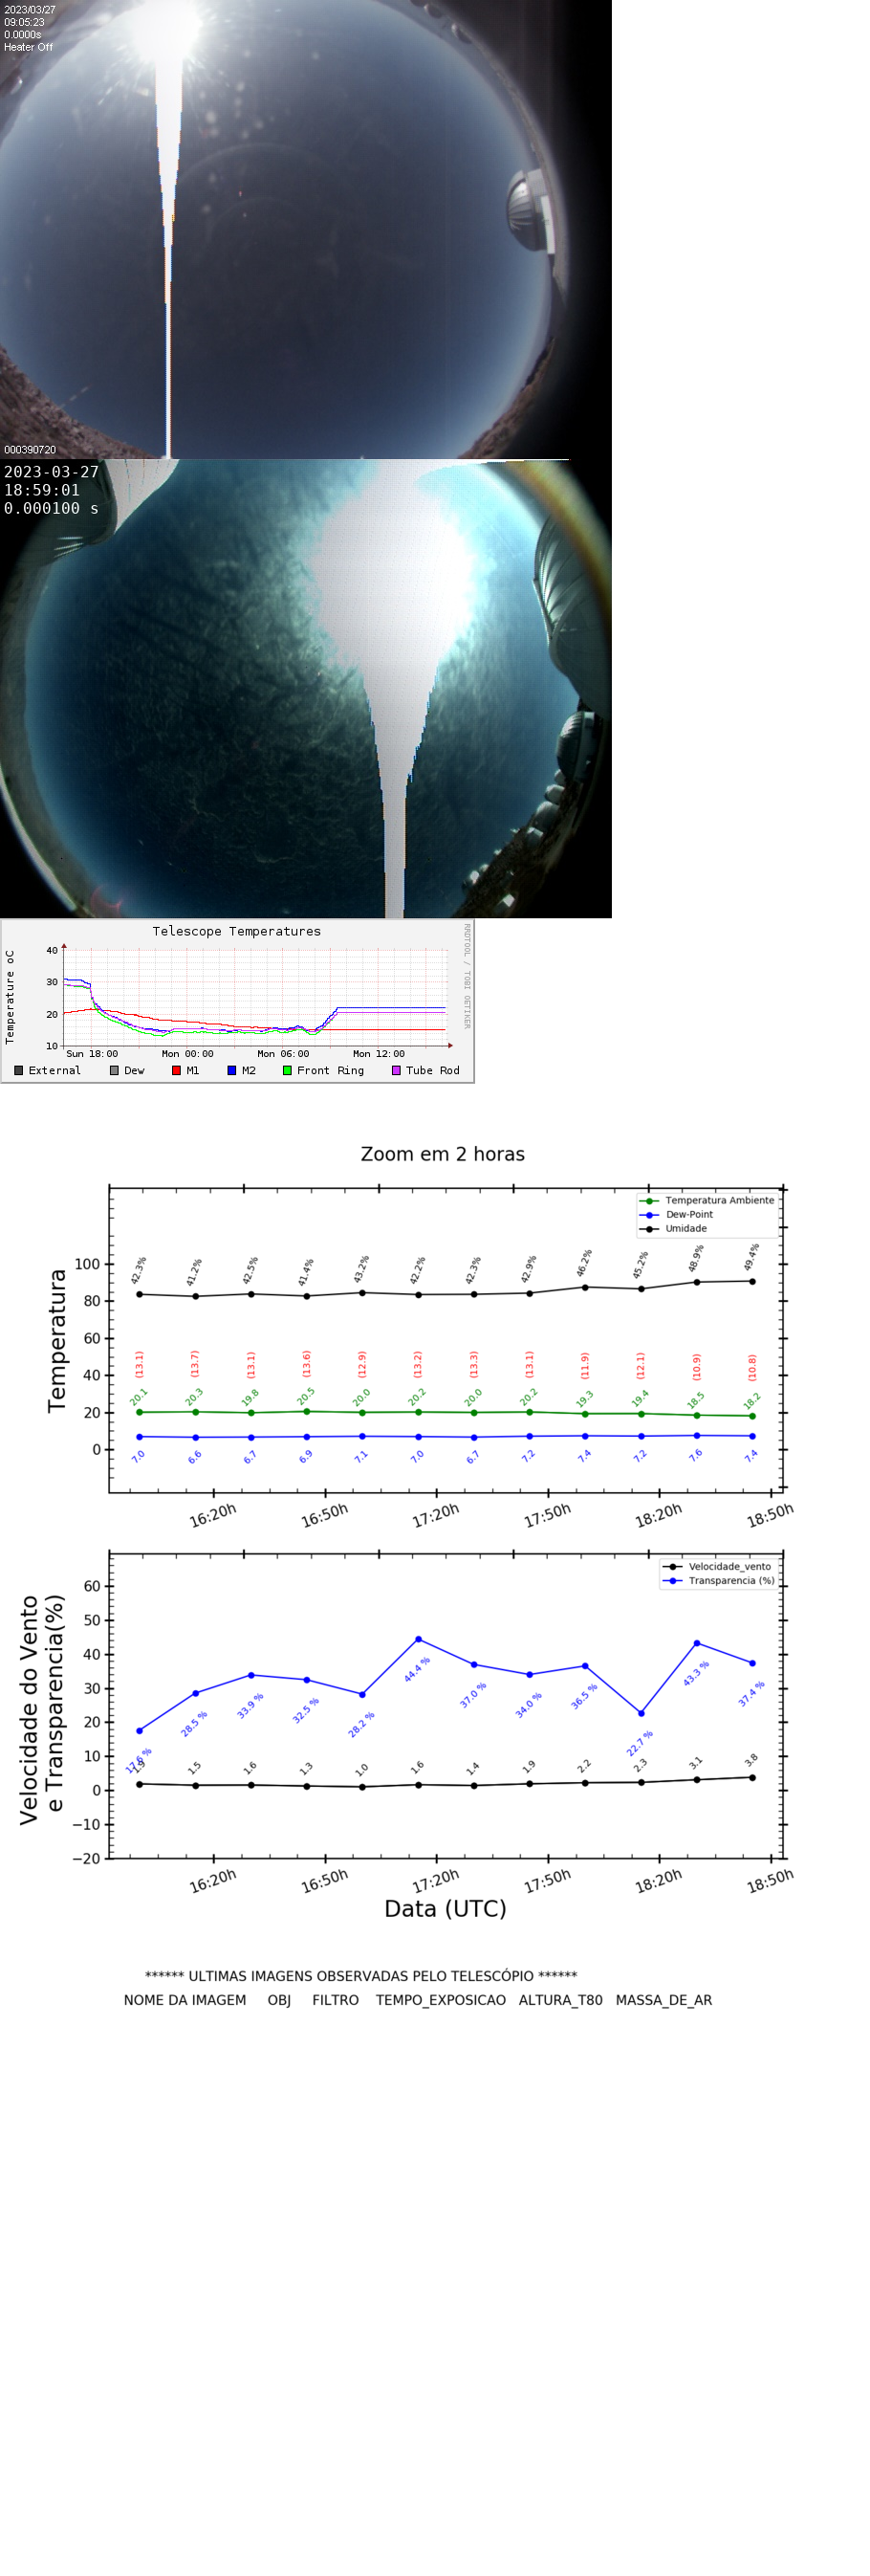 2023/03/27
09:05:23
0.0000s
Heater Off
000390720
2023-03-27
18:59:01
0.000100 s
Telescope Temperatures
RRDTOOL / TOBI OETIKER
Temperature oC
40
30
20
10
Sun 18:00 Mon 00:00 Mon 06:00 Mon 12:00
External Dew M1 M2 Front Ring Tube Rod
Zoom em 2 horas
Temperatura Ambiente
Dew-Point
Umidade
Temperatura
100
80
60
40
20
0
42.3% 41.2% 42.5% 41.4% 43.2% 42.2% 42.3% 42.9% 46.2% 45.2% 48.9% 49.4%
(13.1) (13.7) (13.1) (13.6) (12.9) (13.2) (13.3) (13.1) (11.9) (12.1) (10.9) (10.8)
20.1 20.3 19.8 20.5 20.0 20.2 20.0 20.2 19.3 19.4 18.5 18.2
7.0 6.6 6.7 6.9 7.1 7.0 6.7 7.2 7.4 7.2 7.6 7.4
16:20h 16:50h 17:20h 17:50h 18:20h 18:50h
Velocidade_vento
Transparencia (%)
Velocidade do Vento
e Transparencia(%)
60
50
40
30
20
10
0
−10
−20
17.6 % 28.5 % 33.9 % 32.5 % 28.2 % 44.4 % 37.0 % 34.0 % 36.5 % 22.7 % 43.3 % 37.4 %
1.9 1.5 1.6 1.3 1.0 1.6 1.4 1.9 2.2 2.3 3.1 3.8
16:20h 16:50h 17:20h 17:50h 18:20h 18:50h
Data (UTC)
****** ULTIMAS IMAGENS OBSERVADAS PELO TELESCÓPIO ******
NOME DA IMAGEM OBJ FILTRO TEMPO_EXPOSICAO ALTURA_T80 MASSA_DE_AR